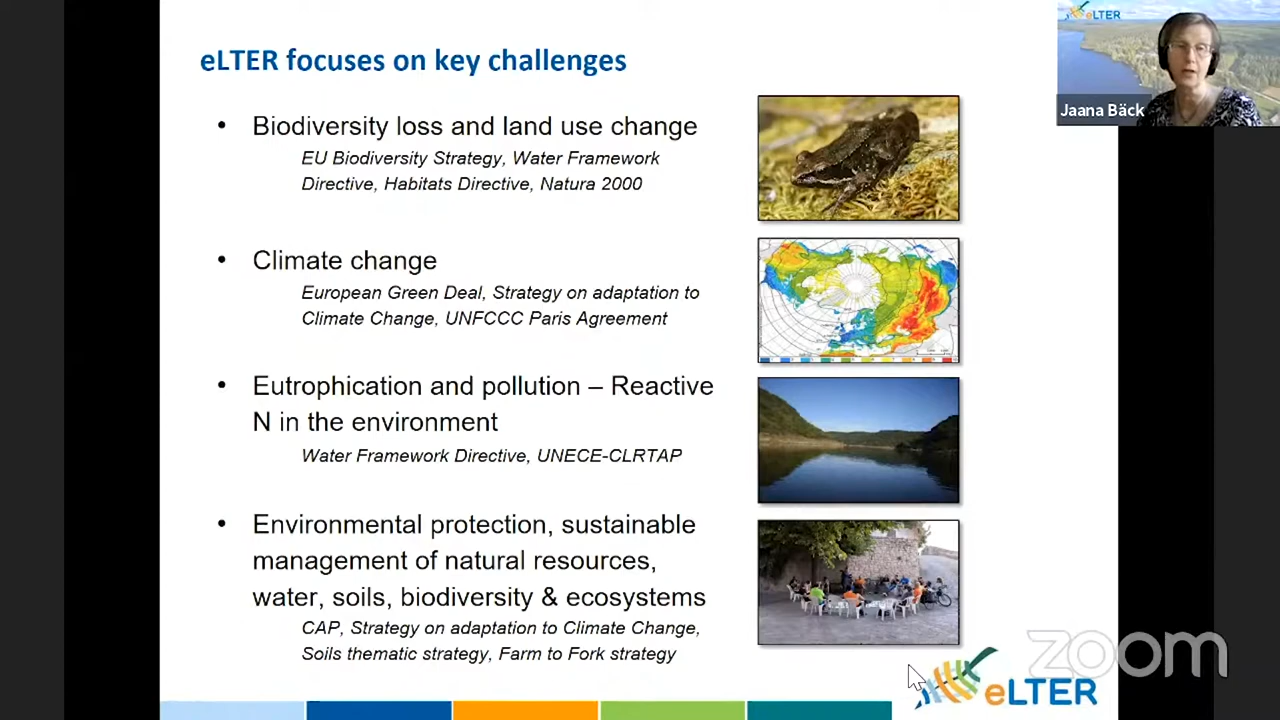 eLTER focuses on key challenges
eLTER
Jaana Bäck
• Biodiversity loss and land use change
EU Biodiversity Strategy, Water Framework
Directive, Habitats Directive, Natura 2000
• Climate change
European Green Deal, Strategy on adaptation to
Climate Change, UNFCCC Paris Agreement
• Eutrophication and pollution – Reactive
N in the environment
Water Framework Directive, UNECE-CLRTAP
• Environmental protection, sustainable
management of natural resources,
water, soils, biodiversity & ecosystems
CAP, Strategy on adaptation to Climate Change,
Soils thematic strategy, Farm to Fork strategy
zoom
eLTER